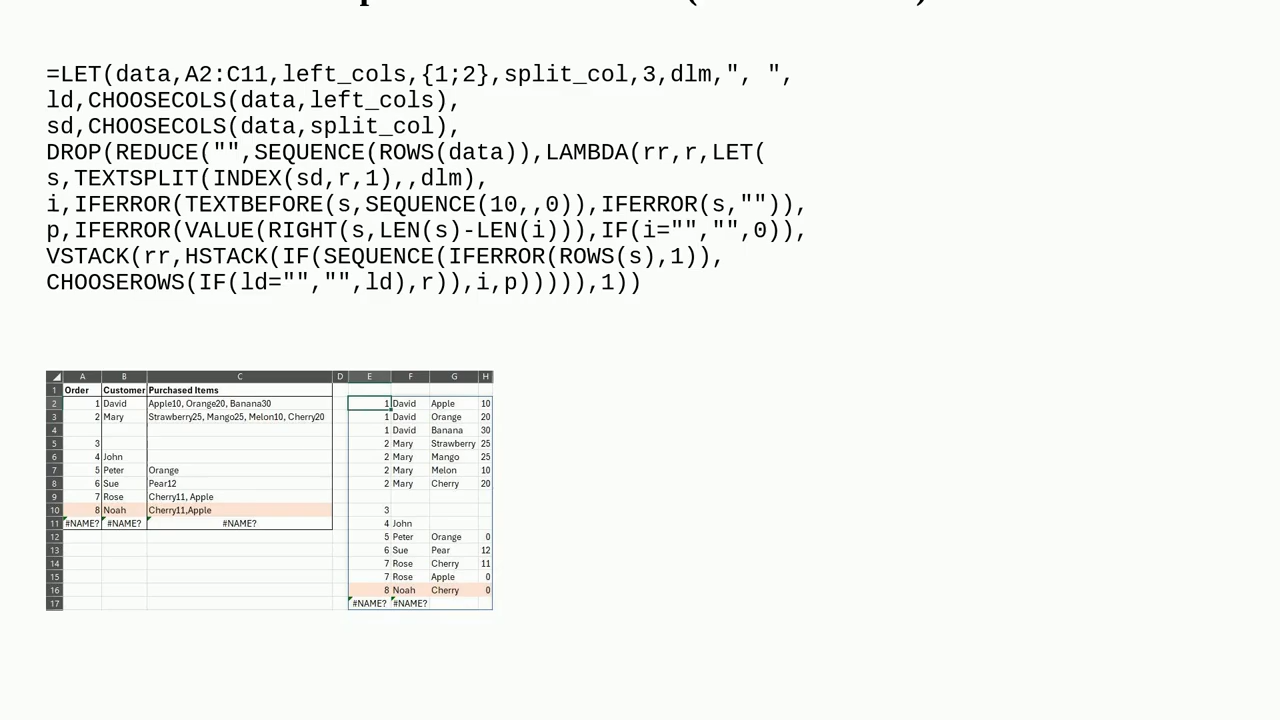 =LET(data,A2:C11,left_cols,{1;2},split_col,3,dlm,", ",
ld,CHOOSECOLS(data,left_cols),
sd,CHOOSECOLS(data,split_col),
DROP(REDUCE("",SEQUENCE(ROWS(data)),LAMBDA(rr,r,LET(
s,TEXTSPLIT(INDEX(sd,r,1),,dlm),
i,IFERROR(TEXTBEFORE(s,SEQUENCE(10,,0)),IFERROR(s,"")),
p,IFERROR(VALUE(RIGHT(s,LEN(s)-LEN(i))),IF(i="","",0)),
VSTACK(rr,HSTACK(IF(SEQUENCE(IFERROR(ROWS(s),1)),
CHOOSEROWS(IF(ld="","",ld),r)),i,p))))),1))
A B C D E F G H
1 Order Customer Purchased Items
2 1 David Apple10, Orange20, Banana30 1 David Apple 10
3 2 Mary Strawberry25, Mango25, Melon10, Cherry20 1 David Orange 20
4 1 David Banana 30
5 3 2 Mary Strawberry 25
6 4 John 2 Mary Mango 25
7 5 Peter Orange 2 Mary Melon 10
8 6 Sue Pear12 2 Mary Cherry 20
9 7 Rose Cherry11, Apple
10 8 Noah Cherry11,Apple 3
11 #NAME? #NAME? #NAME? 4 John
12 5 Peter Orange 0
13 6 Sue Pear 12
14 7 Rose Cherry 11
15 7 Rose Apple 0
16 8 Noah Cherry 0
17 #NAME? #NAME?